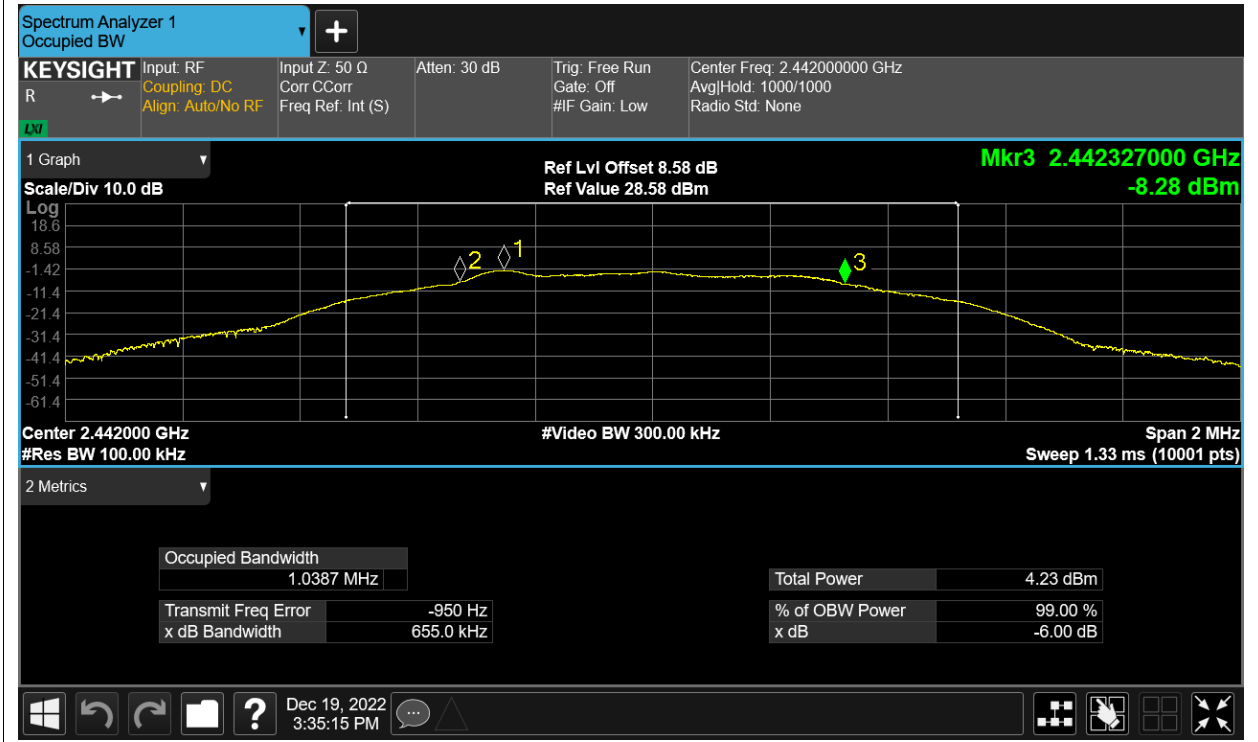 Spectrum Analyzer 1
Occupied BW
KEYSIGHT
R
LXI
Input: RF
Coupling: DC
Align: Auto/No RF
Input Z: 50 Ω
Corr CCorr
Freq Ref: Int (S)
Atten: 30 dB
Trig: Free Run
Gate: Off
#IF Gain: Low
Center Freq: 2.442000000 GHz
Avg|Hold: 1000/1000
Radio Std: None
1 Graph
Scale/Div 10.0 dB
Ref Lvl Offset 8.58 dB
Ref Value 28.58 dBm
Mkr3 2.442327000 GHz
-8.28 dBm
Log
18.6
8.58
-1.42
-11.4
-21.4
-31.4
-41.4
-51.4
-61.4
2
1
3
Center 2.442000 GHz
#Video BW 300.00 kHz
Span 2 MHz
#Res BW 100.00 kHz
Sweep 1.33 ms (10001 pts)
2 Metrics
Occupied Bandwidth
1.0387 MHz
Total Power 4.23 dBm
Transmit Freq Error -950 Hz
% of OBW Power 99.00 %
x dB Bandwidth 655.0 kHz
x dB -6.00 dB
?
Dec 19, 2022
3:35:15 PM